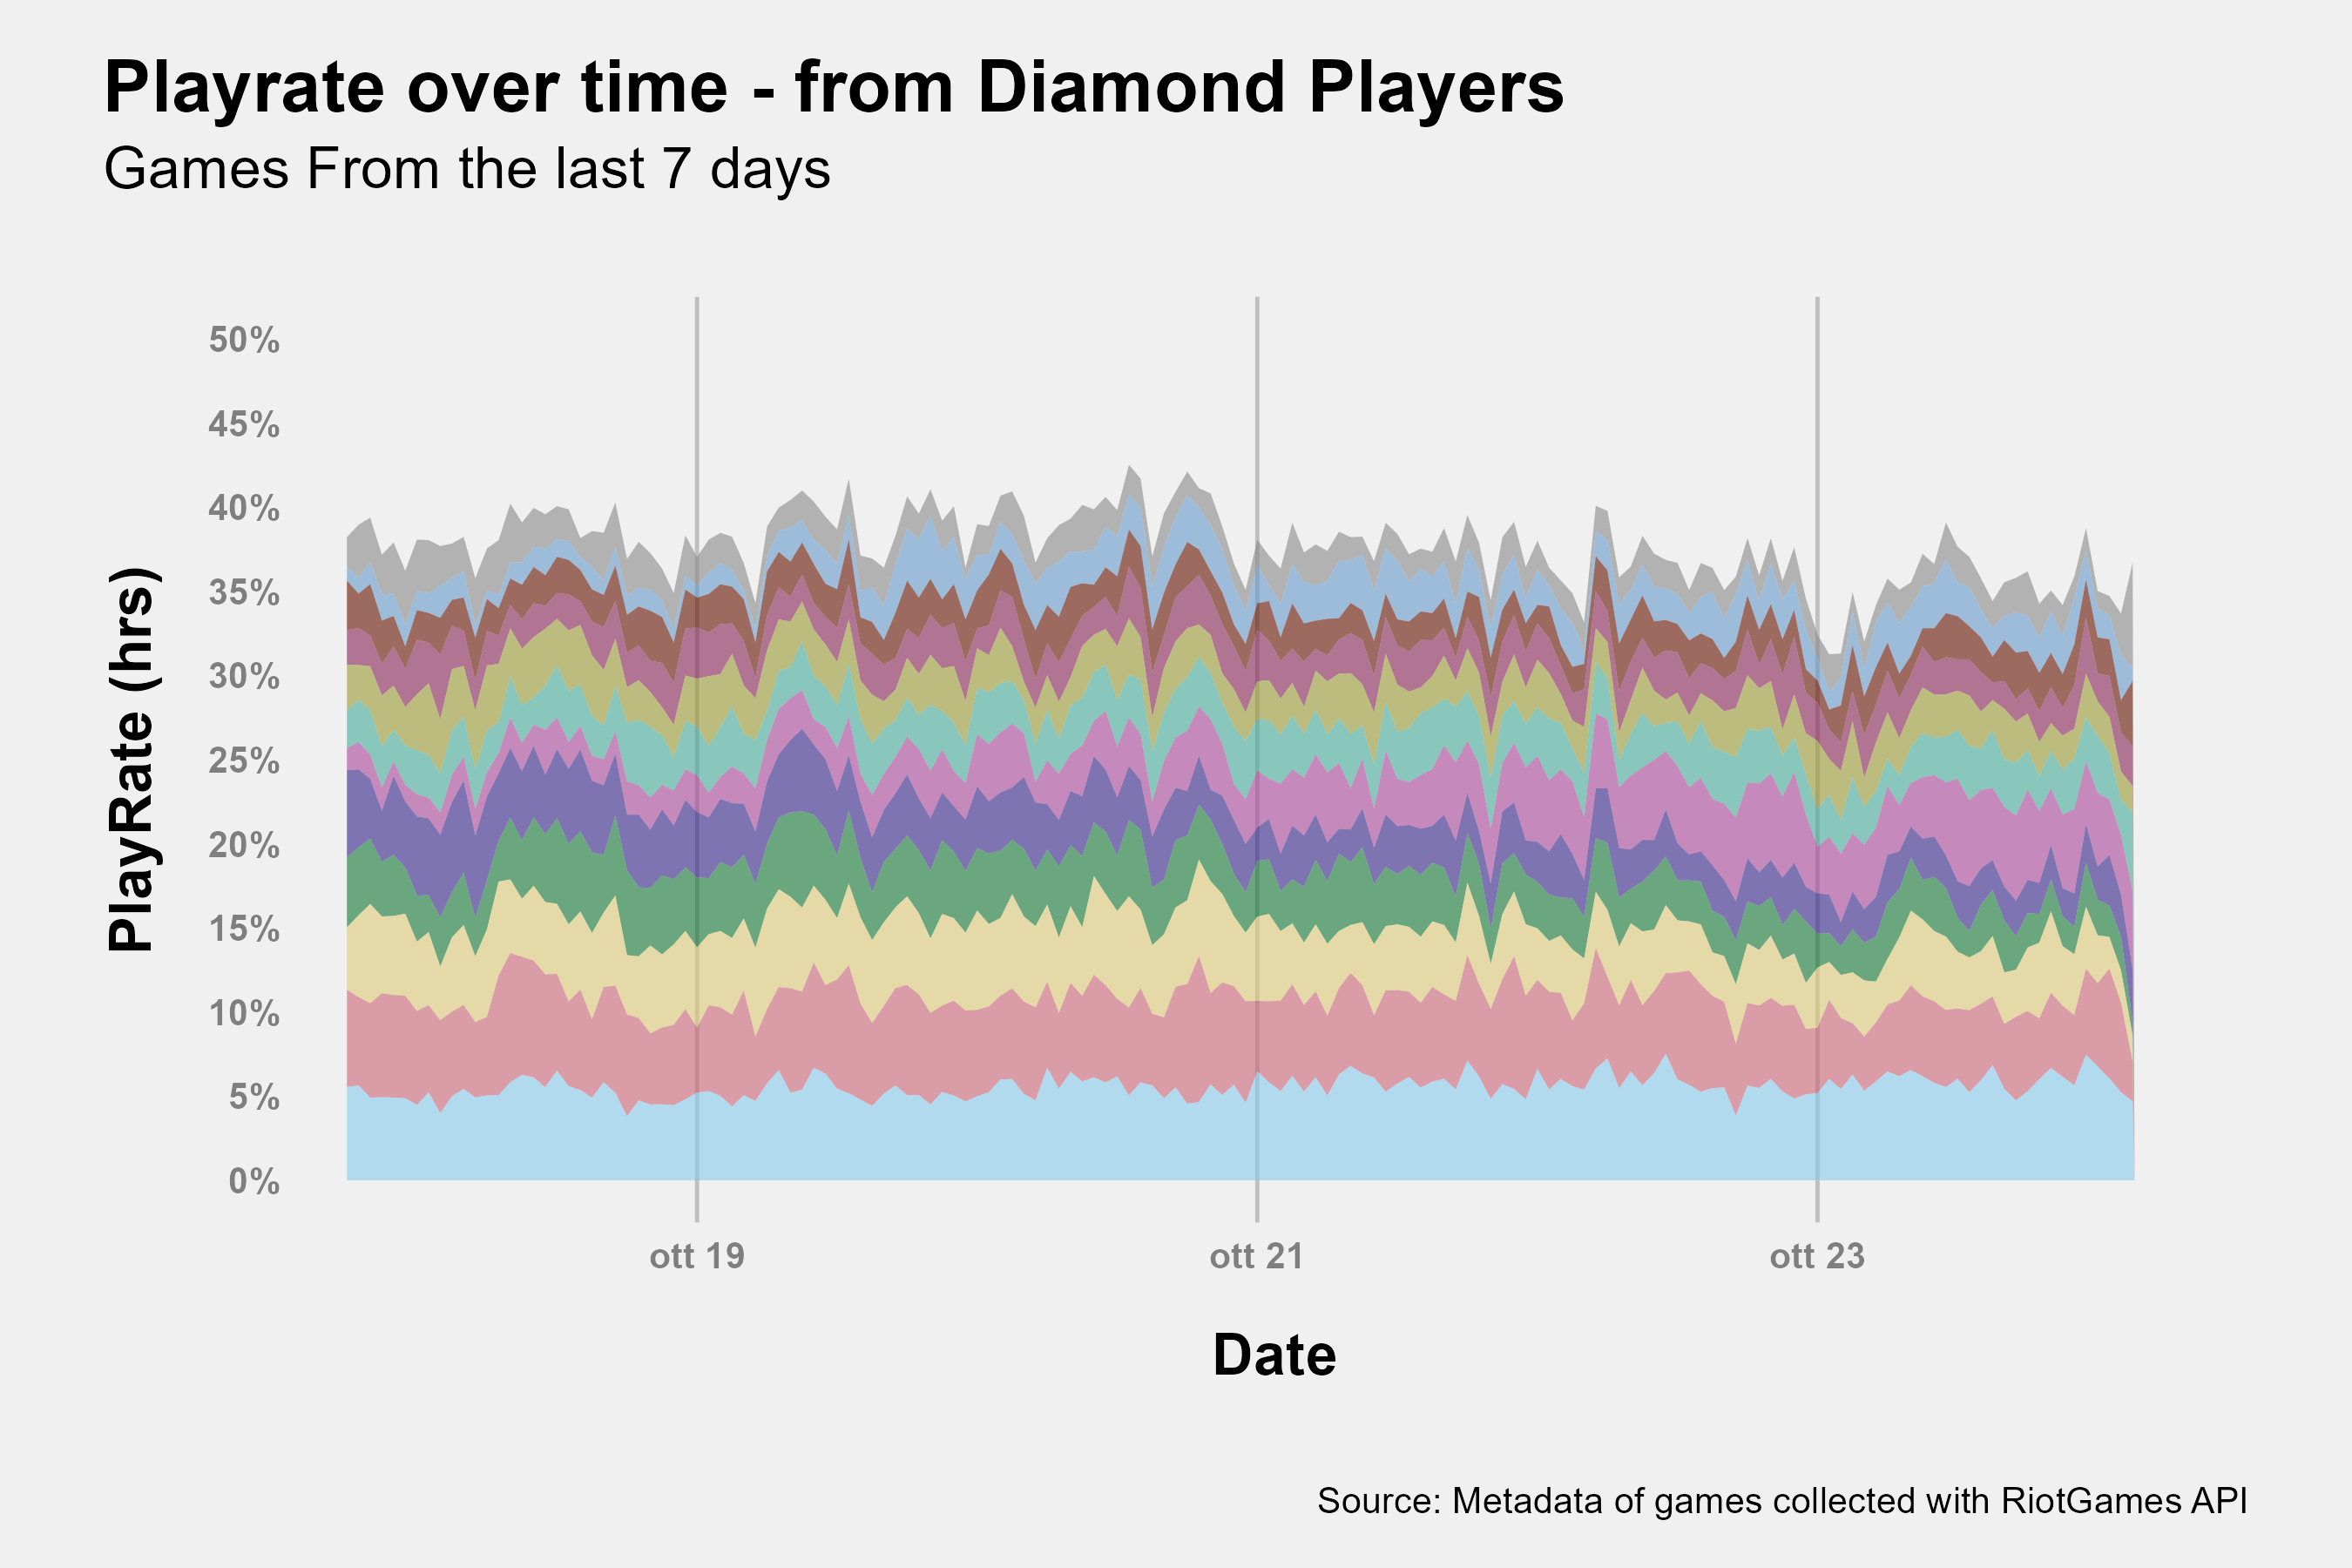 Playrate over time - from Diamond Players
Games From the last 7 days
PlayRate (hrs)
50%
45%
40%
35%
30%
25%
20%
15%
10%
5%
0%
ott 19
ott 21
ott 23
Date
Source: Metadata of games collected with RiotGames API